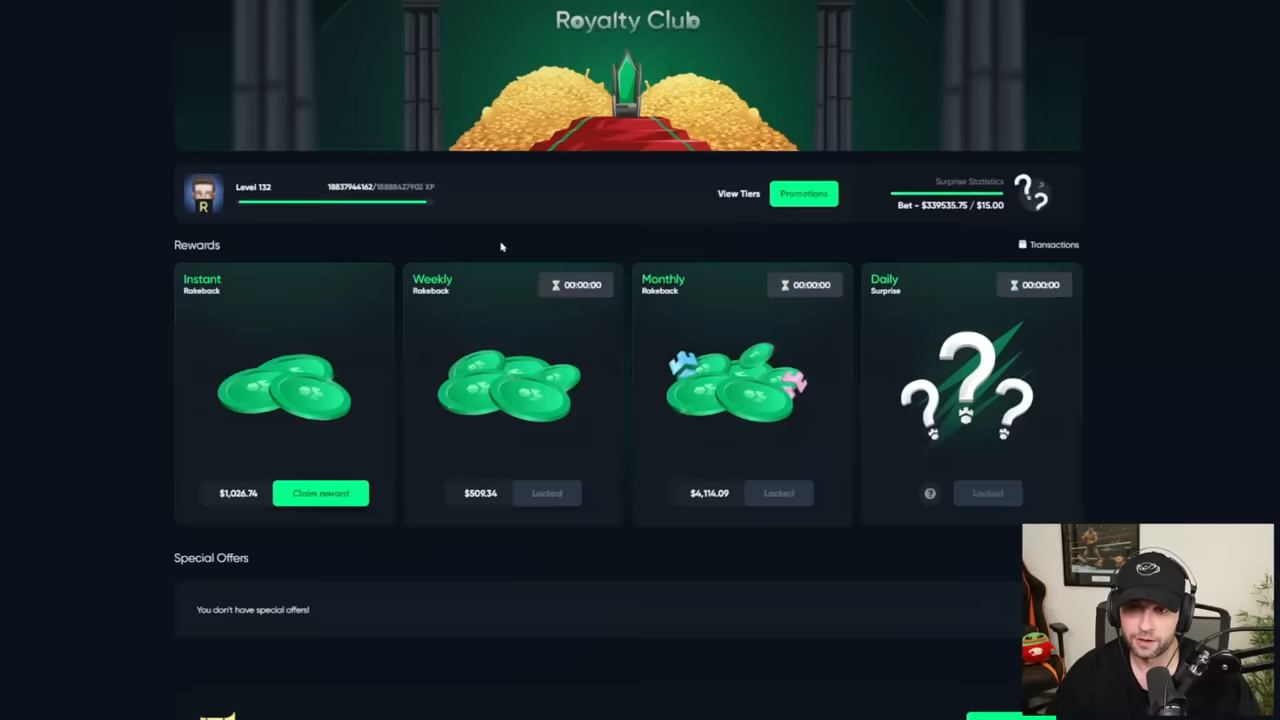 Royalty Club
Level 132
18837944162/18888427902 XP
View Tiers
Promotions
Surprise Statistics
Bet - $339535.75 / $15.00
R
Rewards
Transactions
Instant
Rakeback
Weekly
Rakeback
00:00:00
Monthly
Rakeback
00:00:00
Daily
Surprise
00:00:00
$1,026.74
Claim reward
$509.34
Locked
$4,114.09
Locked
?
Locked
Special Offers
You don't have special offers!